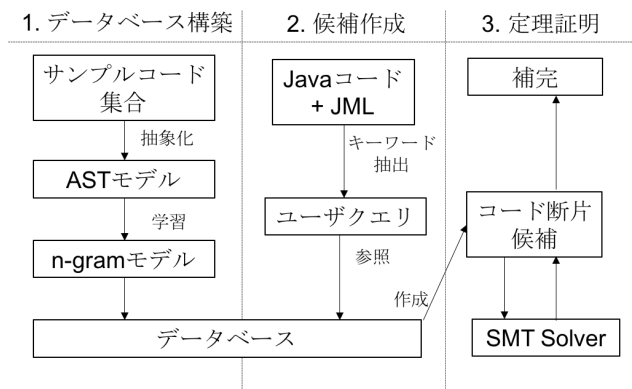 1. データベース構築
2. 候補作成
3. 定理証明
サンプルコード
集合
抽象化
ASTモデル
学習
n-gramモデル
Javaコード
+ JML
キーワード
抽出
ユーザクエリ
参照
データベース
作成
補完
コード断片
候補
SMT Solver